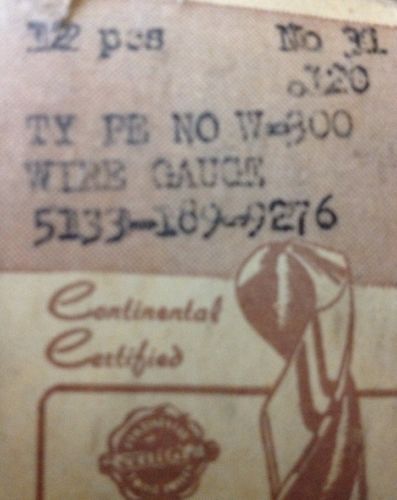 12 pcs No 31
.120
TY PE NO W-300
WIRE GAUGE
5133-189-9276
Continental
Certified